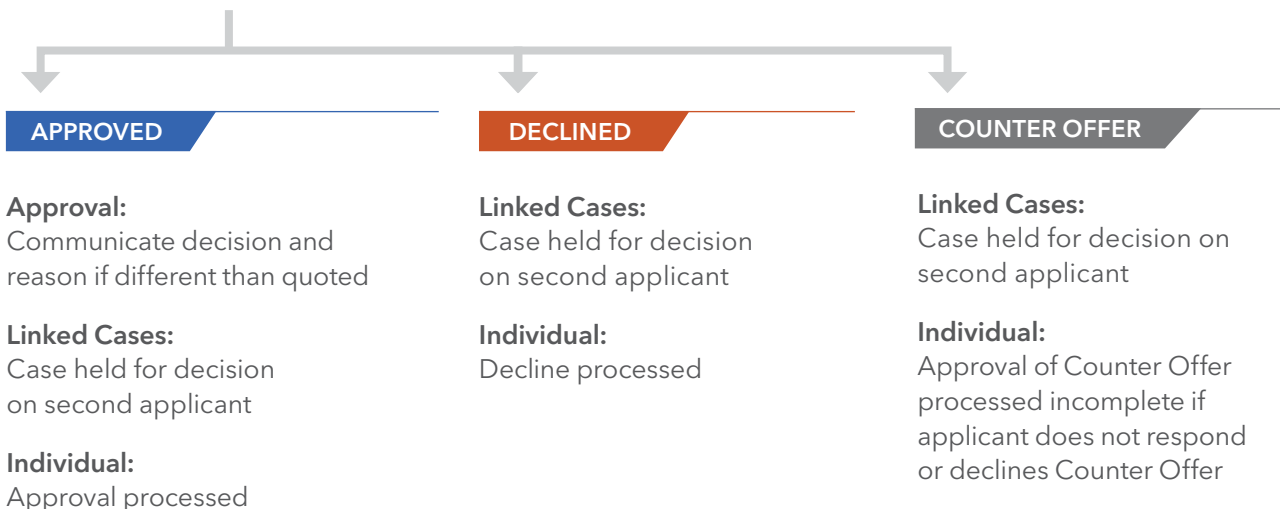 APPROVED
Approval:
Communicate decision and
reason if different than quoted
Linked Cases:
Case held for decision
on second applicant
Individual:
Approval processed
DECLINED
Linked Cases:
Case held for decision
on second applicant
Individual:
Decline processed
COUNTER OFFER
Linked Cases:
Case held for decision on
second applicant
Individual:
Approval of Counter Offer
processed incomplete if
applicant does not respond
or declines Counter Offer